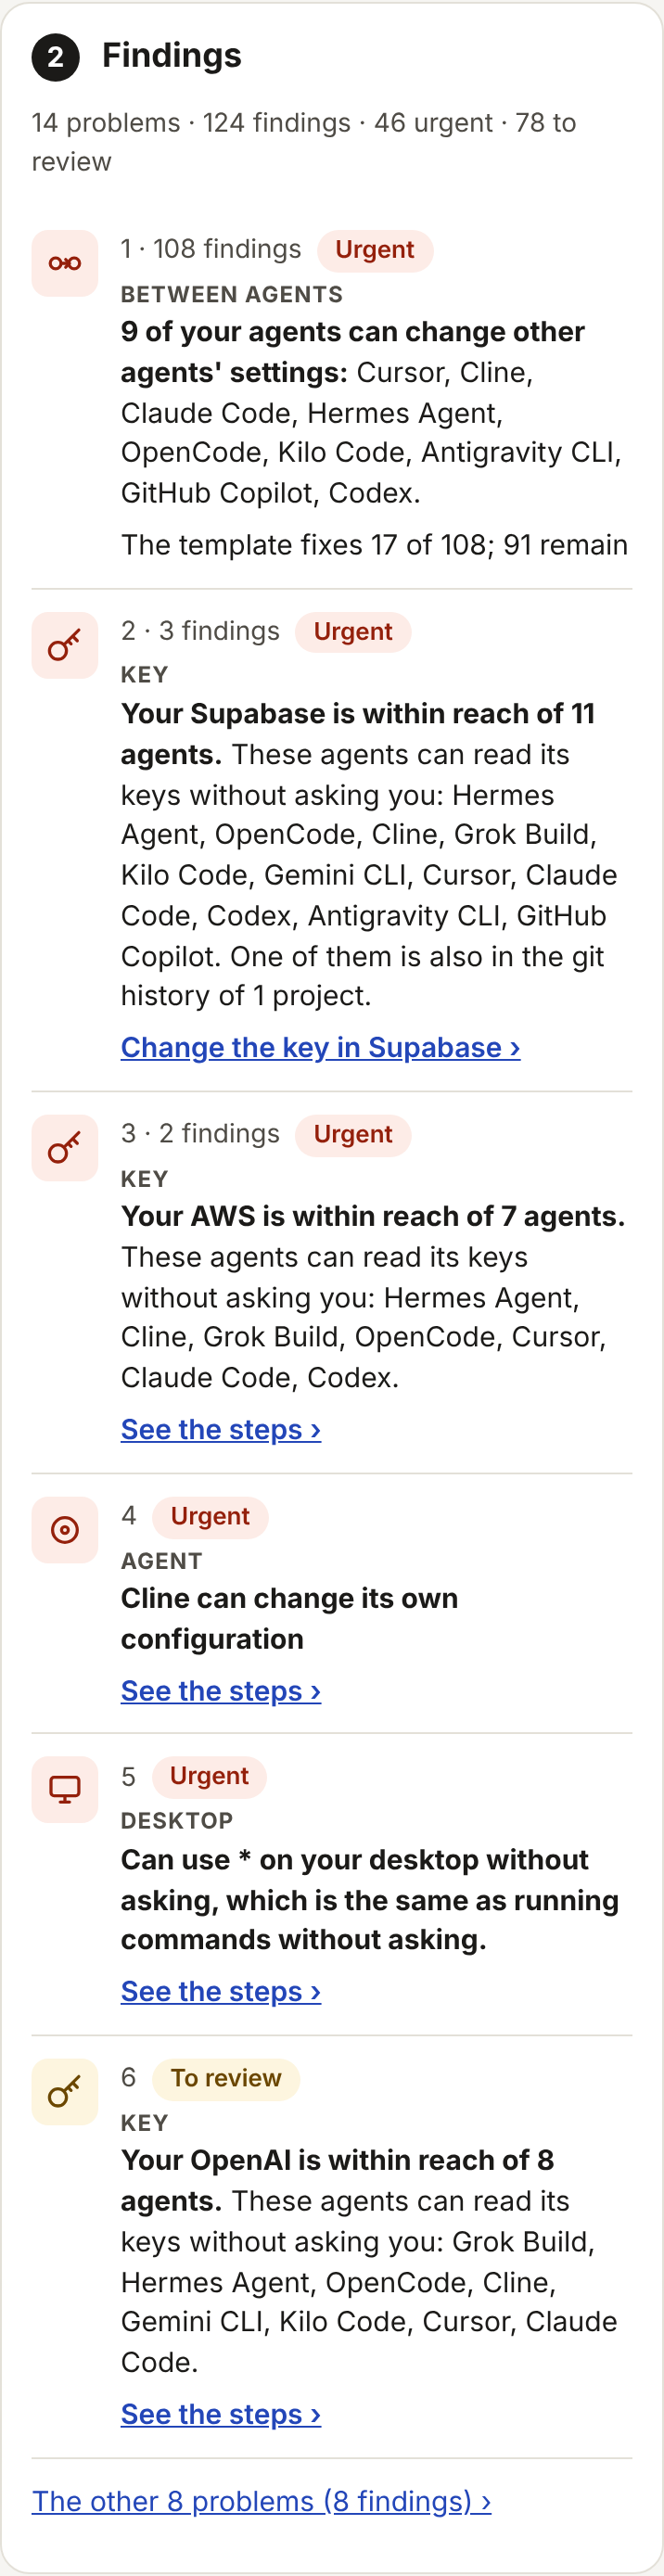 2 Findings
14 problems · 124 findings · 46 urgent · 78 to
review
1 · 108 findings Urgent
BETWEEN AGENTS
9 of your agents can change other
agents' settings: Cursor, Cline,
Claude Code, Hermes Agent,
OpenCode, Kilo Code, Antigravity CLI,
GitHub Copilot, Codex.
The template fixes 17 of 108; 91 remain
2 · 3 findings Urgent
KEY
Your Supabase is within reach of 11
agents. These agents can read its
keys without asking you: Hermes
Agent, OpenCode, Cline, Grok Build,
Kilo Code, Gemini CLI, Cursor, Claude
Code, Codex, Antigravity CLI, GitHub
Copilot. One of them is also in the git
history of 1 project.
Change the key in Supabase ›
3 · 2 findings Urgent
KEY
Your AWS is within reach of 7 agents.
These agents can read its keys
without asking you: Hermes Agent,
Cline, Grok Build, OpenCode, Cursor,
Claude Code, Codex.
See the steps ›
4 Urgent
AGENT
Cline can change its own
configuration
See the steps ›
5 Urgent
DESKTOP
Can use * on your desktop without
asking, which is the same as running
commands without asking.
See the steps ›
6 To review
KEY
Your OpenAI is within reach of 8
agents. These agents can read its
keys without asking you: Grok Build,
Hermes Agent, OpenCode, Cline,
Gemini CLI, Kilo Code, Cursor, Claude
Code.
See the steps ›
The other 8 problems (8 findings) ›